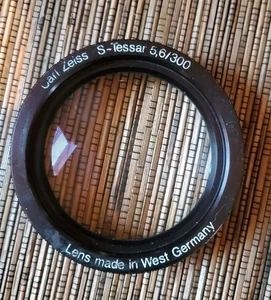 Carl Zeiss S-Tessar 5,6/300
Lens made in West Germany